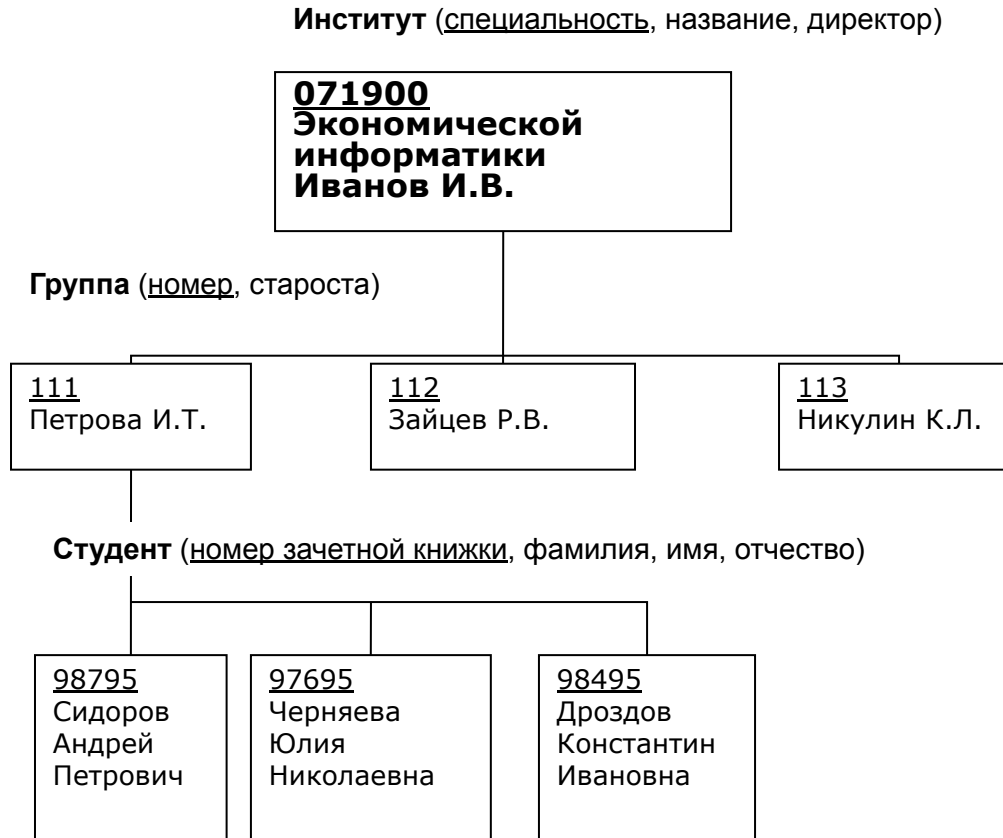 Институт (специальность, название, директор)
071900
Экономической
информатики
Иванов И.В.
Группа (номер, староста)
111
Петрова И.Т.
112
Зайцев Р.В.
113
Никулин К.Л.
Студент (номер зачетной книжки, фамилия, имя, отчество)
98795
Сидоров
Андрей
Петрович
97695
Черняева
Юлия
Николаевна
98495
Дроздов
Константин
Ивановна